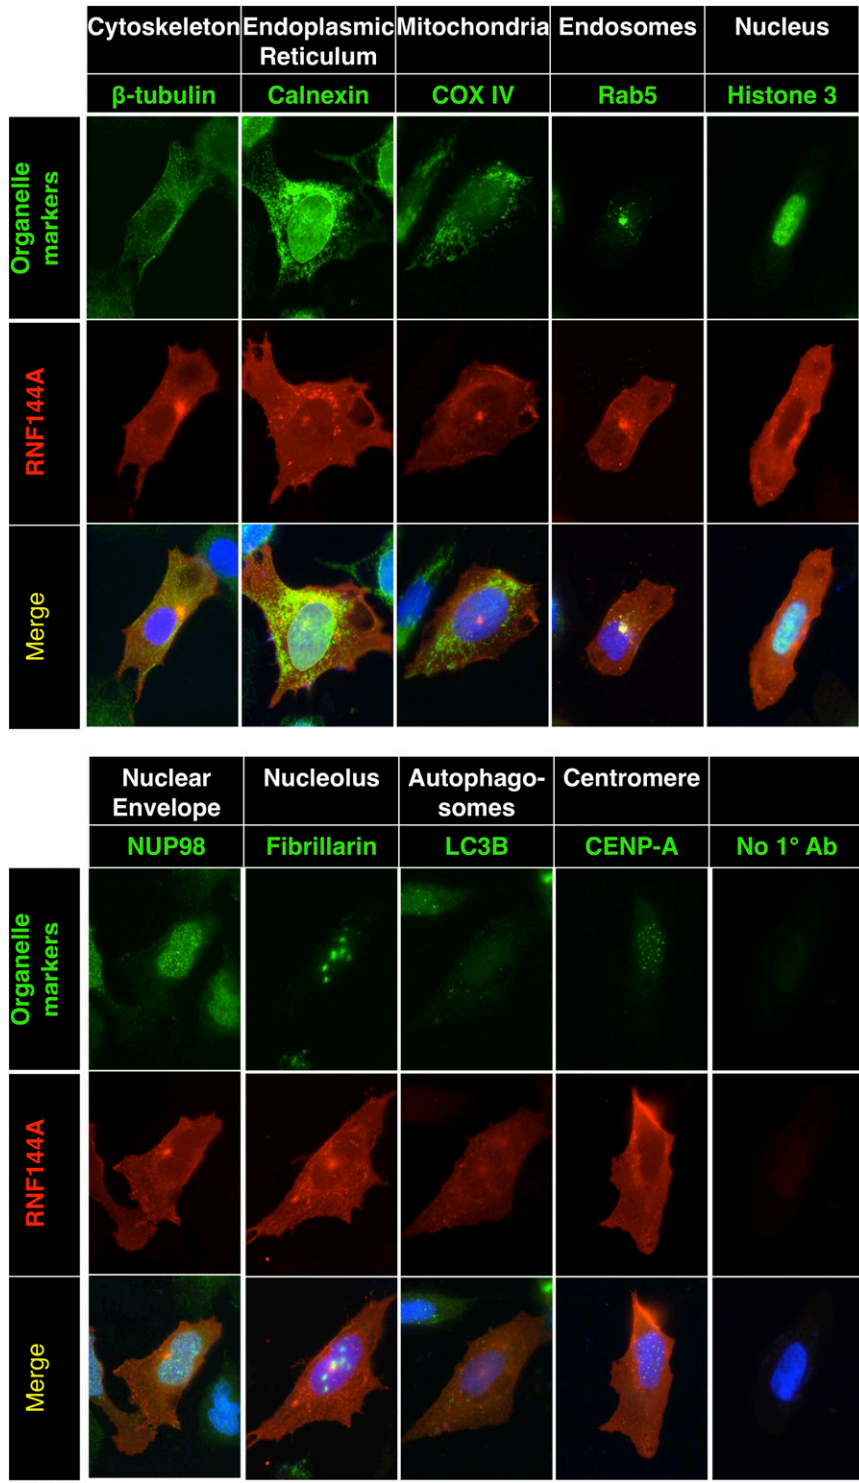 Cytoskeleton
Endoplasmic
Reticulum
Mitochondria
Endosomes
Nucleus
β-tubulin
Calnexin
COX IV
Rab5
Histone 3
Organelle
markers
RNF144A
Merge
Nuclear
Envelope
Nucleolus
Autophago-
somes
Centromere
NUP98
Fibrillarin
LC3B
CENP-A
No 1° Ab
Organelle
markers
RNF144A
Merge